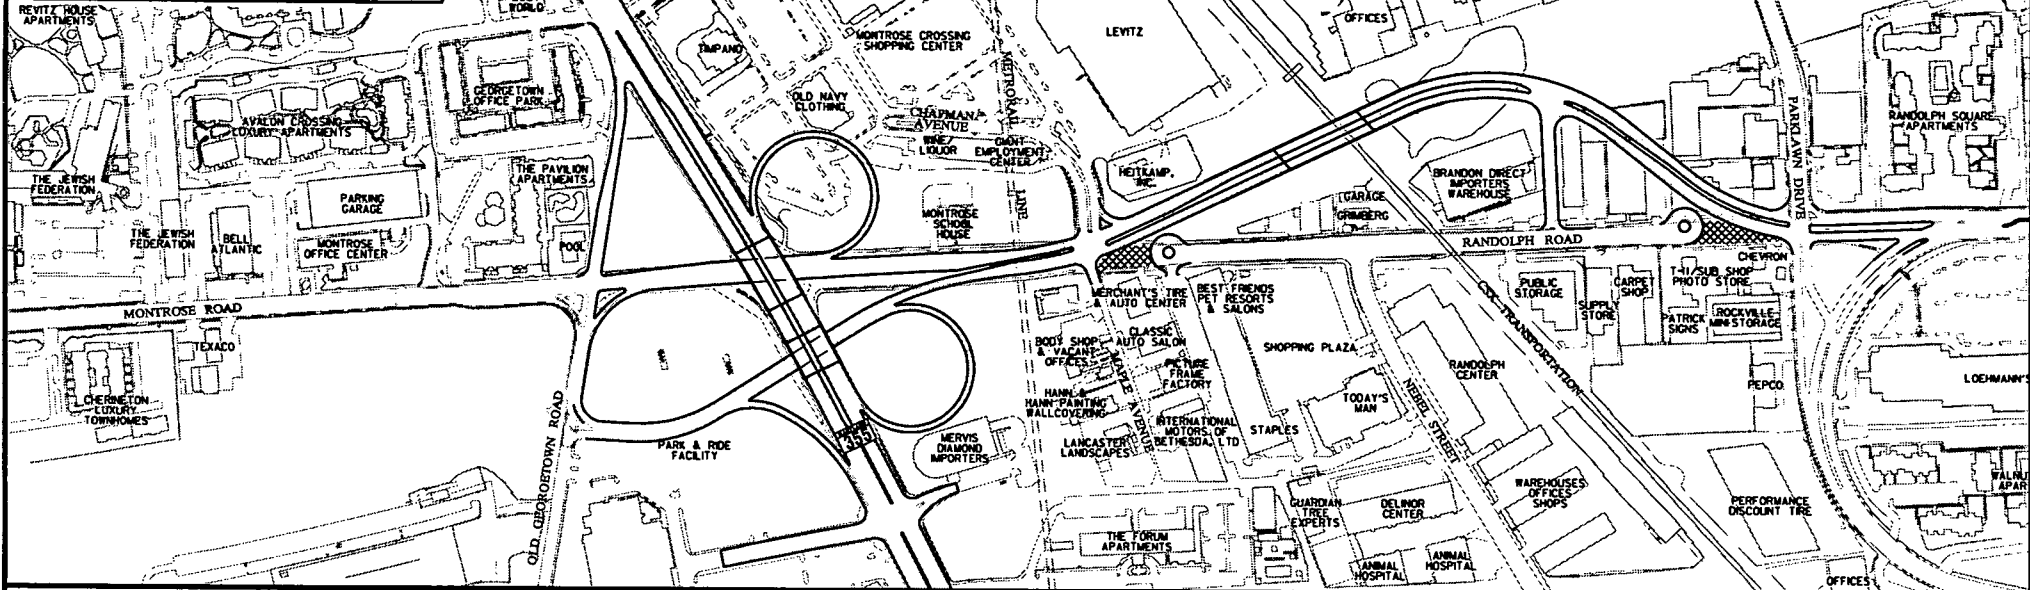 REVITZ HOUSE
APARTMENTS
WORLD
TIMPANO
MONTROSE CROSSING
SHOPPING CENTER
LEVITZ
OFFICES
GEORGETOWN
OFFICE PARK
OLD NAVY
CLOTHING
METRORAIL
LINE
CHAPMAN
AVENUE
AVALON CROSSING
LUXURY APARTMENTS
WINE/
LIQUOR
GMNT
EMPLOYMENT
CENTER
PARKLAWN DRIVE
RANDOLPH SQUARE
APARTMENTS
THE JEWISH
FEDERATION
THE PAVILION
APARTMENTS
HEITKAMP,
INC.
BRANDON DIRECT
IMPORTERS
WAREHOUSE
PARKING
GARAGE
GARAGE
GRIMBERG
MONTROSE
SCHOOL
HOUSE
THE JEWISH
FEDERATION
BELL
ATLANTIC
MONTROSE
OFFICE CENTER
POOL
RANDOLPH ROAD
CHEVRON
MONTROSE ROAD
MERCHANT'S TIRE
& AUTO CENTER
BEST FRIENDS
PET RESORTS
& SALONS
PUBLIC
STORAGE
SUPPLY
STORE
CARPET
SHOP
T-II/SUB SHOP
PHOTO STORE
PATRICK
SIGNS
ROCKVILLE
MINI STORAGE
CSX TRANSPORTATION
TEXACO
CLASSIC
AUTO SALON
BODY SHOP
& VACANT
OFFICES
MAPLE AVENUE
SHOPPING PLAZA
PICTURE
FRAME
FACTORY
RANDOLPH
CENTER
PEPCO
LOEHMANN'S
CHERINGTON
LUXURY
TOWNHOMES
OLD GEORGETOWN ROAD
HANN &
HANN PAINTING
WALLCOVERING
TODAY'S
MAN
NEBEL STREET
INTERNATIONAL
MOTORS OF
BETHESDA, LTD
STAPLES
355
PARK & RIDE
FACILITY
MERVIS
DIAMOND
IMPORTERS
LANCASTER
LANDSCAPES
WAREHOUSES
OFFICES
SHOPS
GUARDIAN
TREE
EXPERTS
DELINOR
CENTER
PERFORMANCE
DISCOUNT TIRE
WALNUT
APAR
THE FORUM
APARTMENTS
ANIMAL
HOSPITAL
ANIMAL
HOSPITAL
OFFICES